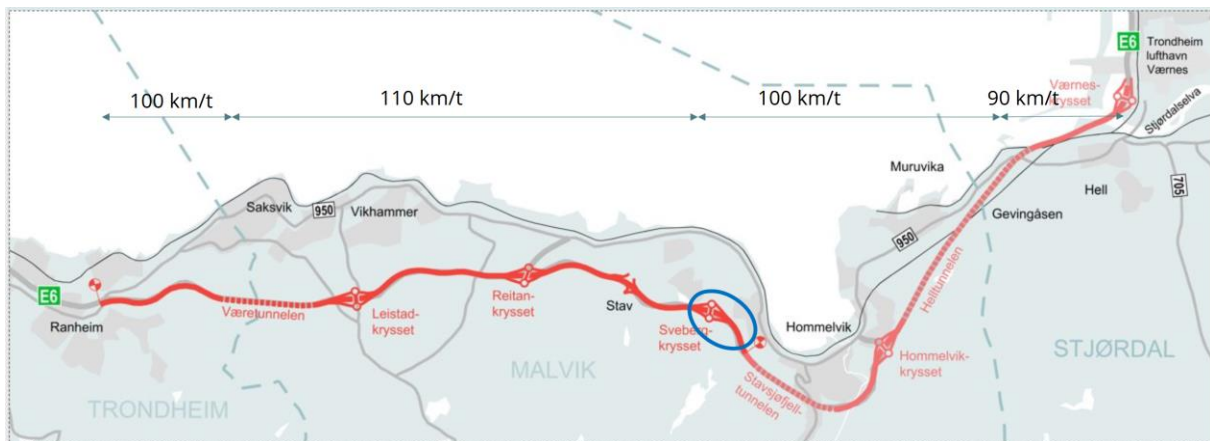 E6
Trondheim
lufthavn
Værnes
Værnes-
krysset
100 km/t
110 km/t
100 km/t
90 km/t
Stjørdalselva
Muruvika
Hell
705
Saksvik
950
Vikhammer
Gevingåsen
950
E6
Ranheim
Væretunnelen
Leistad-
krysset
Reitan-
krysset
Stav
Sveberg-
krysset
Hommelvik
Helltunnelen
Hommelvik-
krysset
STJØRDAL
MALVIK
Stavsjøfjell-
tunnelen
TRONDHEIM